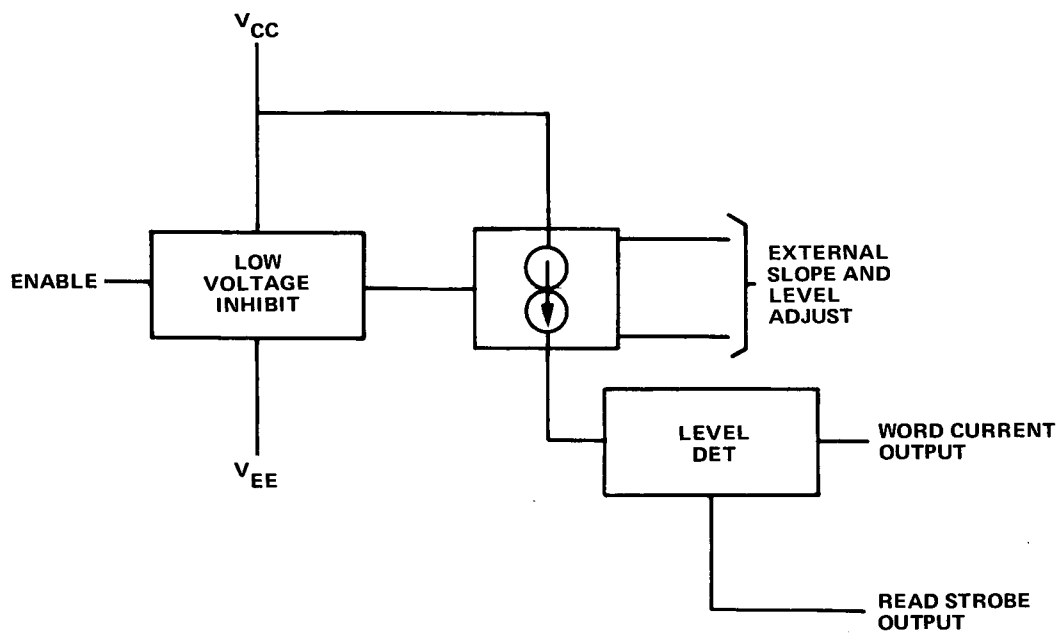 VCC
ENABLE
LOW
VOLTAGE
INHIBIT
EXTERNAL
SLOPE AND
LEVEL
ADJUST
VEE
LEVEL
DET
WORD CURRENT
OUTPUT
READ STROBE
OUTPUT